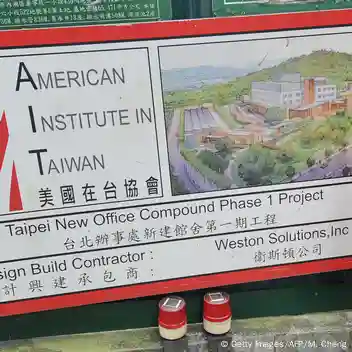 AMERICAN
INSTITUTE IN
TAIWAN
美國在台協會
Taipei New Office Compound Phase 1 Project
台北辦事處新建館舍第一期工程
sign Build Contractor :
Weston Solutions,Inc
計興建承包商 :
衛斯頓公司
© Getty Images/AFP/M. Cheng